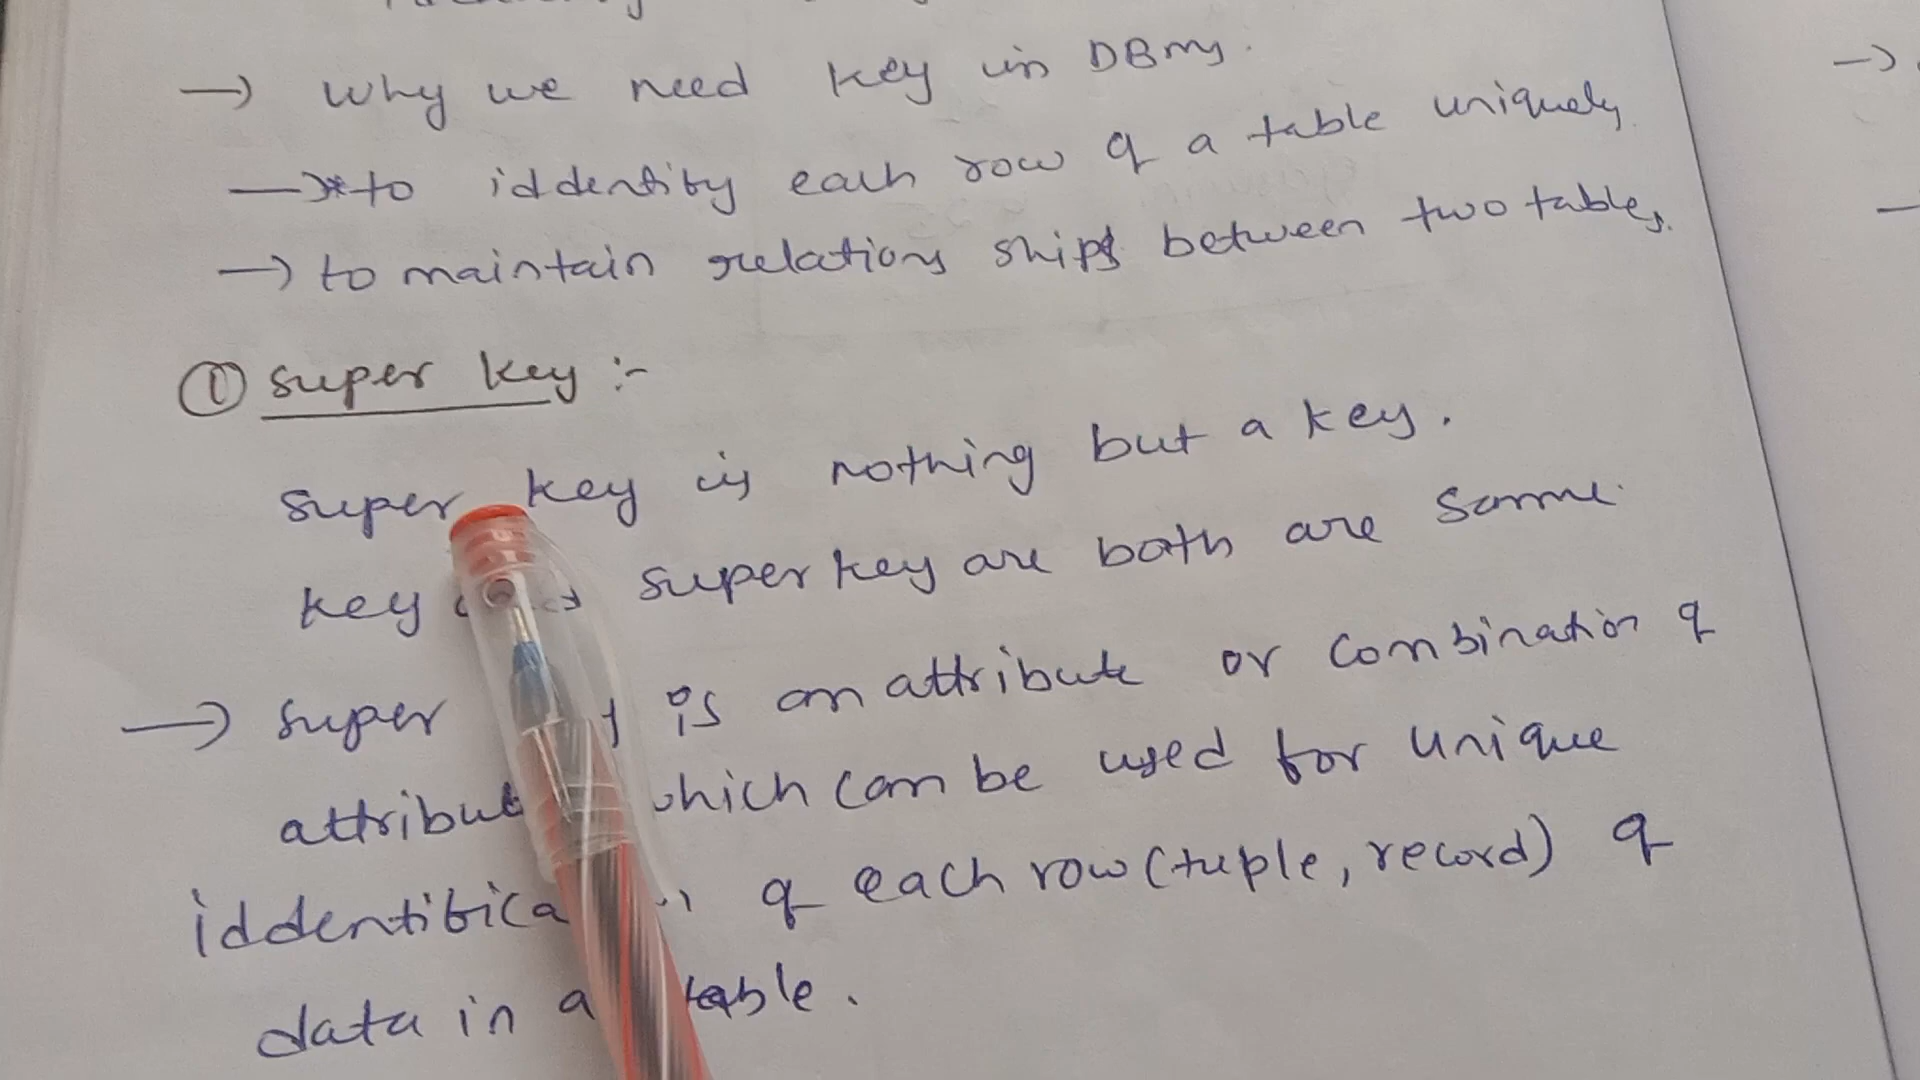 → Why we need key in DBMS.
→ * to iddentify each row of a table uniquely.
→ to maintain relations ships between two tables.
① super key :-
super key is nothing but a key.
key super key are both are same.
→ super is an attribute or combination of
which can be used for unique
of each row (tuple, record) of
data in a table.